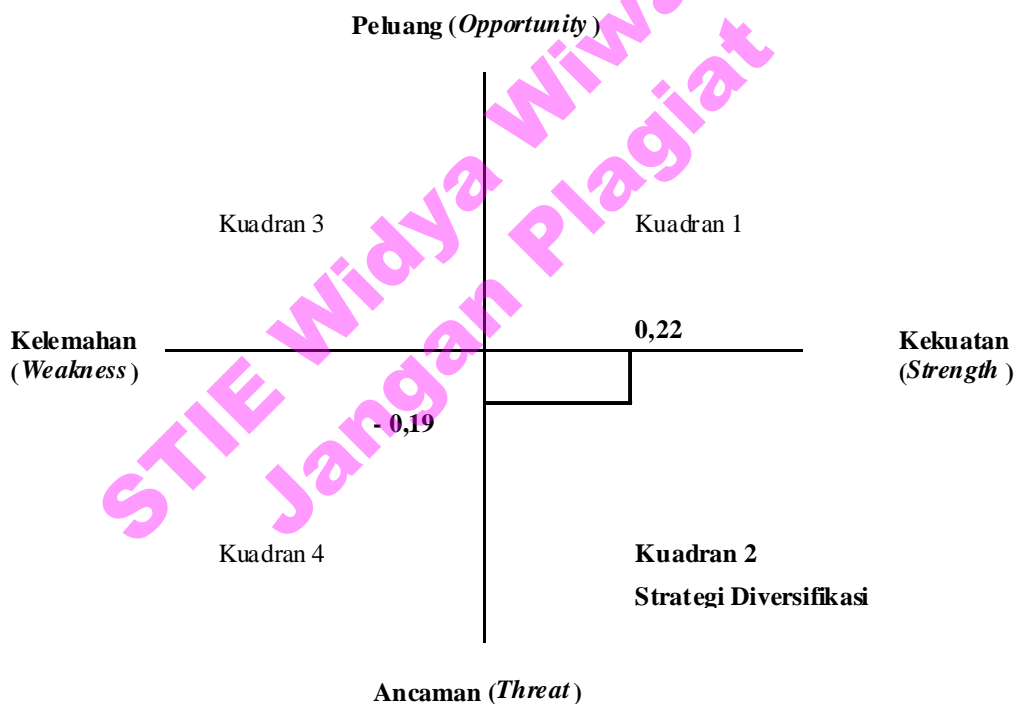 Peluang (Opportunity)
Kuadran 3
Kuadran 1
0,22
Kelemahan
(Weakness)
Kekuatan
(Strength)
- 0,19
Kuadran 4
Kuadran 2
Strategi Diversifikasi
Ancaman (Threat)
STIE Widya
Jangan Plagiat